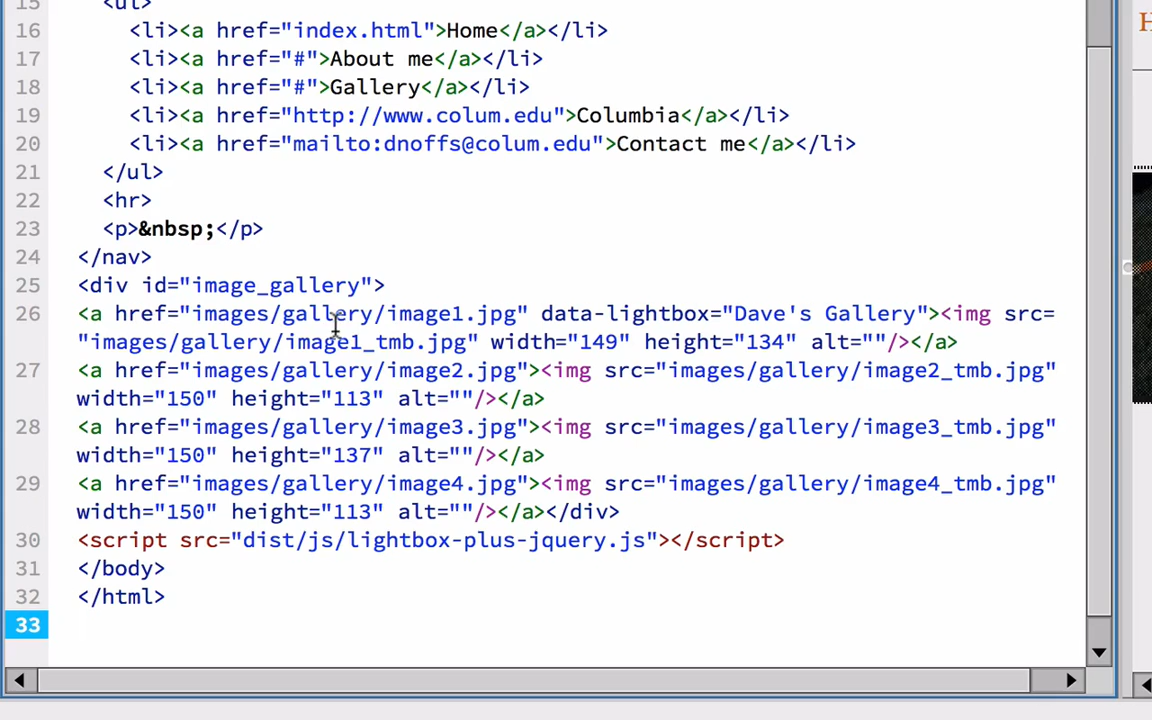 15 <ul>
16 <li><a href="index.html">Home</a></li>
17 <li><a href="#">About me</a></li>
18 <li><a href="#">Gallery</a></li>
19 <li><a href="http://www.colum.edu">Columbia</a></li>
20 <li><a href="mailto:dnoffs@colum.edu">Contact me</a></li>
21 </ul>
22 <hr>
23 <p>&nbsp;</p>
24 </nav>
25 <div id="image_gallery">
26 <a href="images/gallery/image1.jpg" data-lightbox="Dave's Gallery"><img src=
"images/gallery/image1_tmb.jpg" width="149" height="134" alt=""/></a>
27 <a href="images/gallery/image2.jpg"><img src="images/gallery/image2_tmb.jpg"
width="150" height="113" alt=""/></a>
28 <a href="images/gallery/image3.jpg"><img src="images/gallery/image3_tmb.jpg"
width="150" height="137" alt=""/></a>
29 <a href="images/gallery/image4.jpg"><img src="images/gallery/image4_tmb.jpg"
width="150" height="113" alt=""/></a></div>
30 <script src="dist/js/lightbox-plus-jquery.js"></script>
31 </body>
32 </html>
33